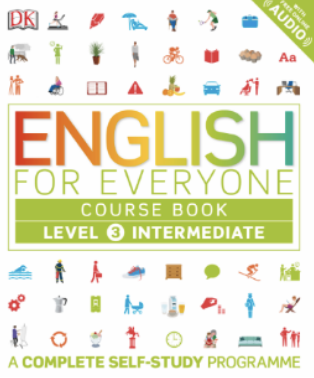 DK
WITH
FREE ONLINE
AUDIO
Aa
ENGLISH
FOR EVERYONE
COURSE BOOK
LEVEL 3 INTERMEDIATE
A COMPLETE SELF-STUDY PROGRAMME